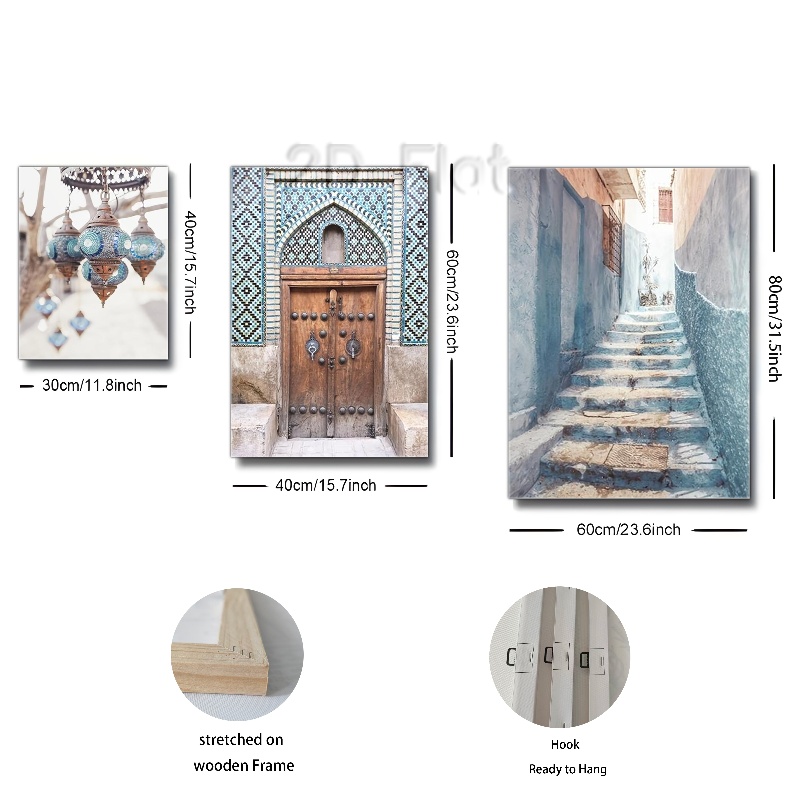 2D Flat
40cm/15.7inch
30cm/11.8inch
60cm/23.6inch
40cm/15.7inch
80cm/31.5inch
60cm/23.6inch
stretched on
wooden Frame
Hook
Ready to Hang